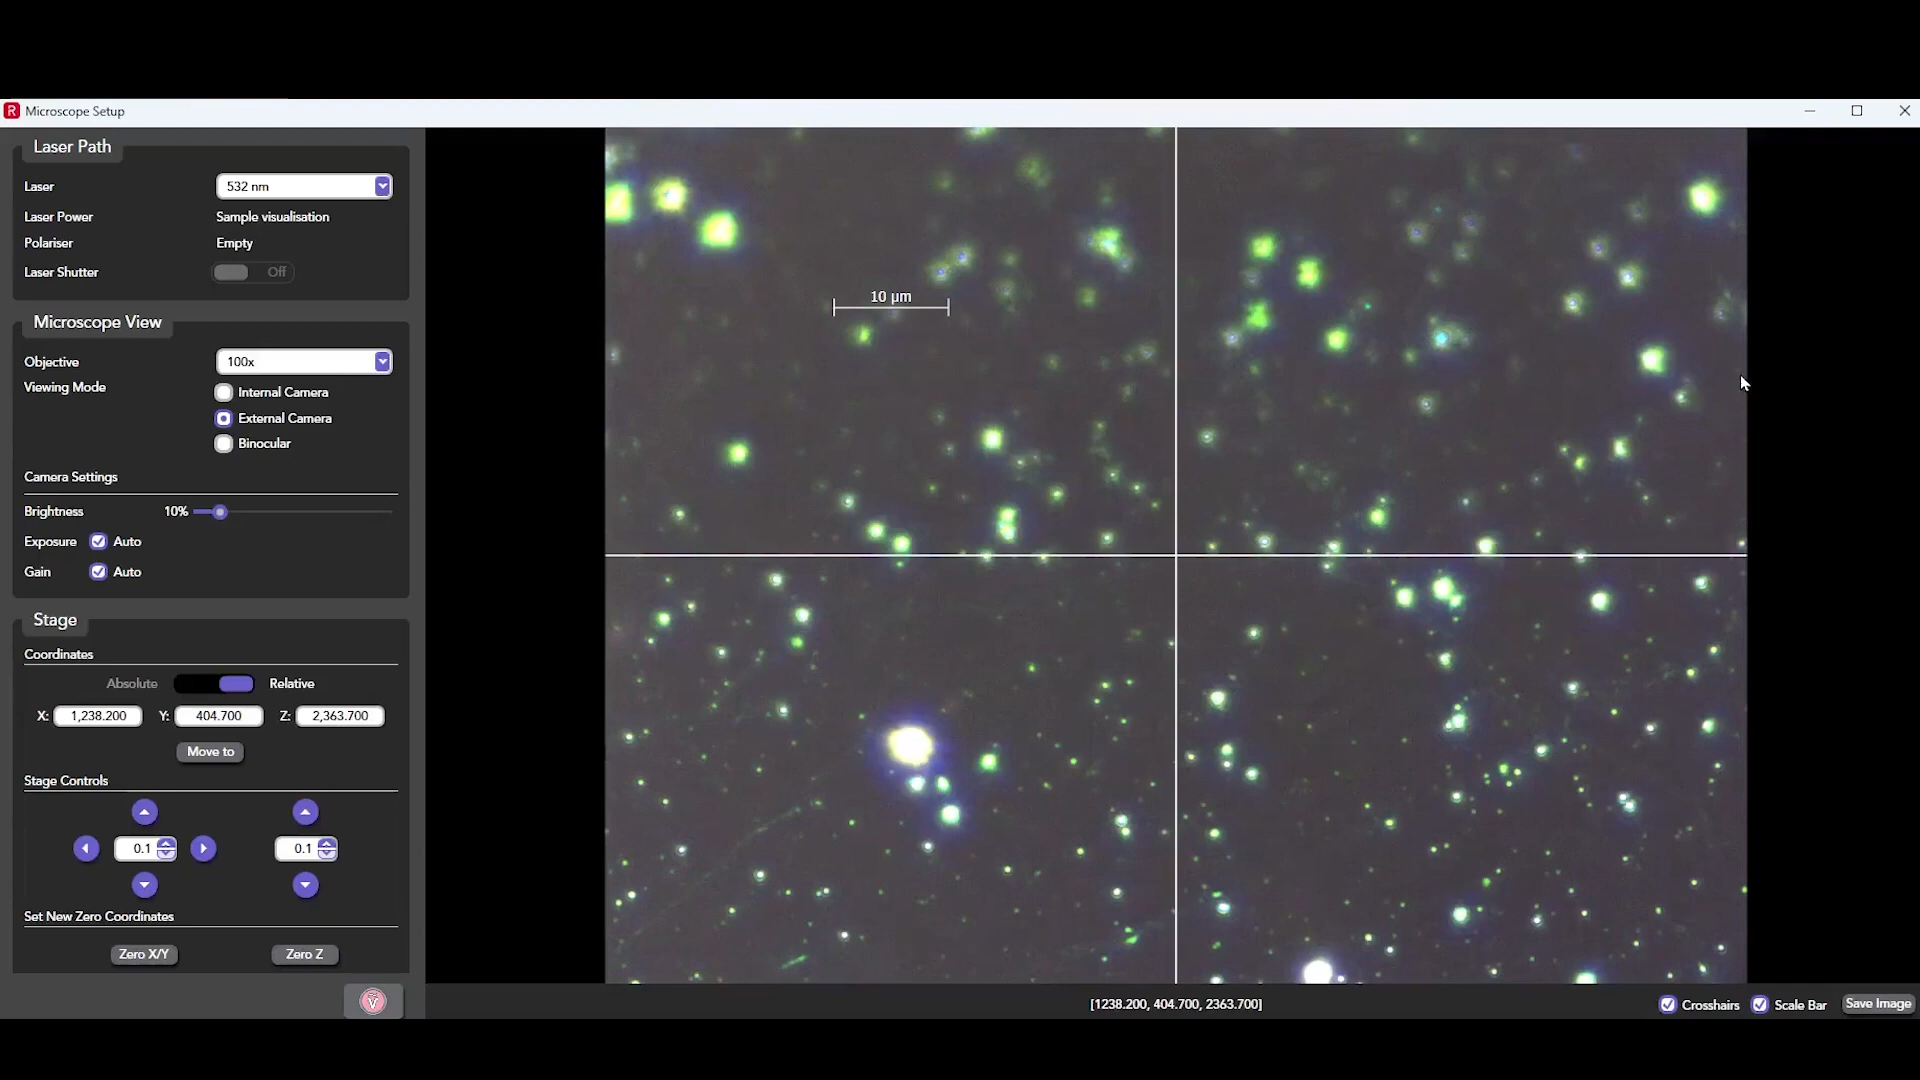 R Microscope Setup
Laser Path
Laser 532 nm
Laser Power Sample visualisation
Polariser Empty
Laser Shutter Off
Microscope View
Objective 100x
Viewing Mode Internal Camera
External Camera
Binocular
Camera Settings
Brightness 10%
Exposure Auto
Gain Auto
Stage
Coordinates
Absolute Relative
X: 1,238.200 Y: 404.700 Z: 2,363.700
Move to
Stage Controls
0.1 0.1
Set New Zero Coordinates
Zero X/Y Zero Z
10 µm
[1238.200, 404.700, 2363.700]
Crosshairs Scale Bar Save Image